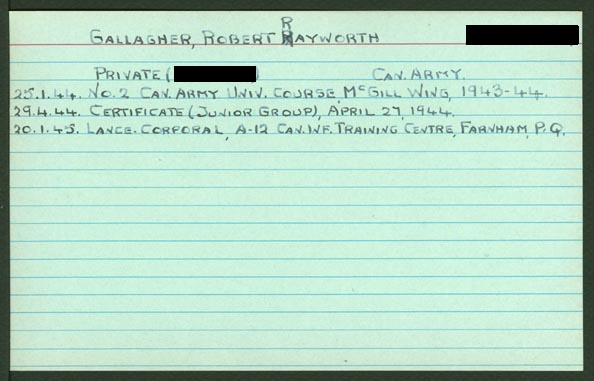 GALLAGHER, ROBERT RAYWORTH
PRIVATE ( ) CAN. ARMY.
25.1.44. NO. 2 CAN. ARMY UNIV. COURSE, MCGILL WING, 1943-44.
29.4.44. CERTIFICATE (JUNIOR GROUP), APRIL 27, 1944.
20.1.45. LANCE-CORPORAL, A-12 CAN. INF. TRAINING CENTRE, FARNHAM, P.Q.